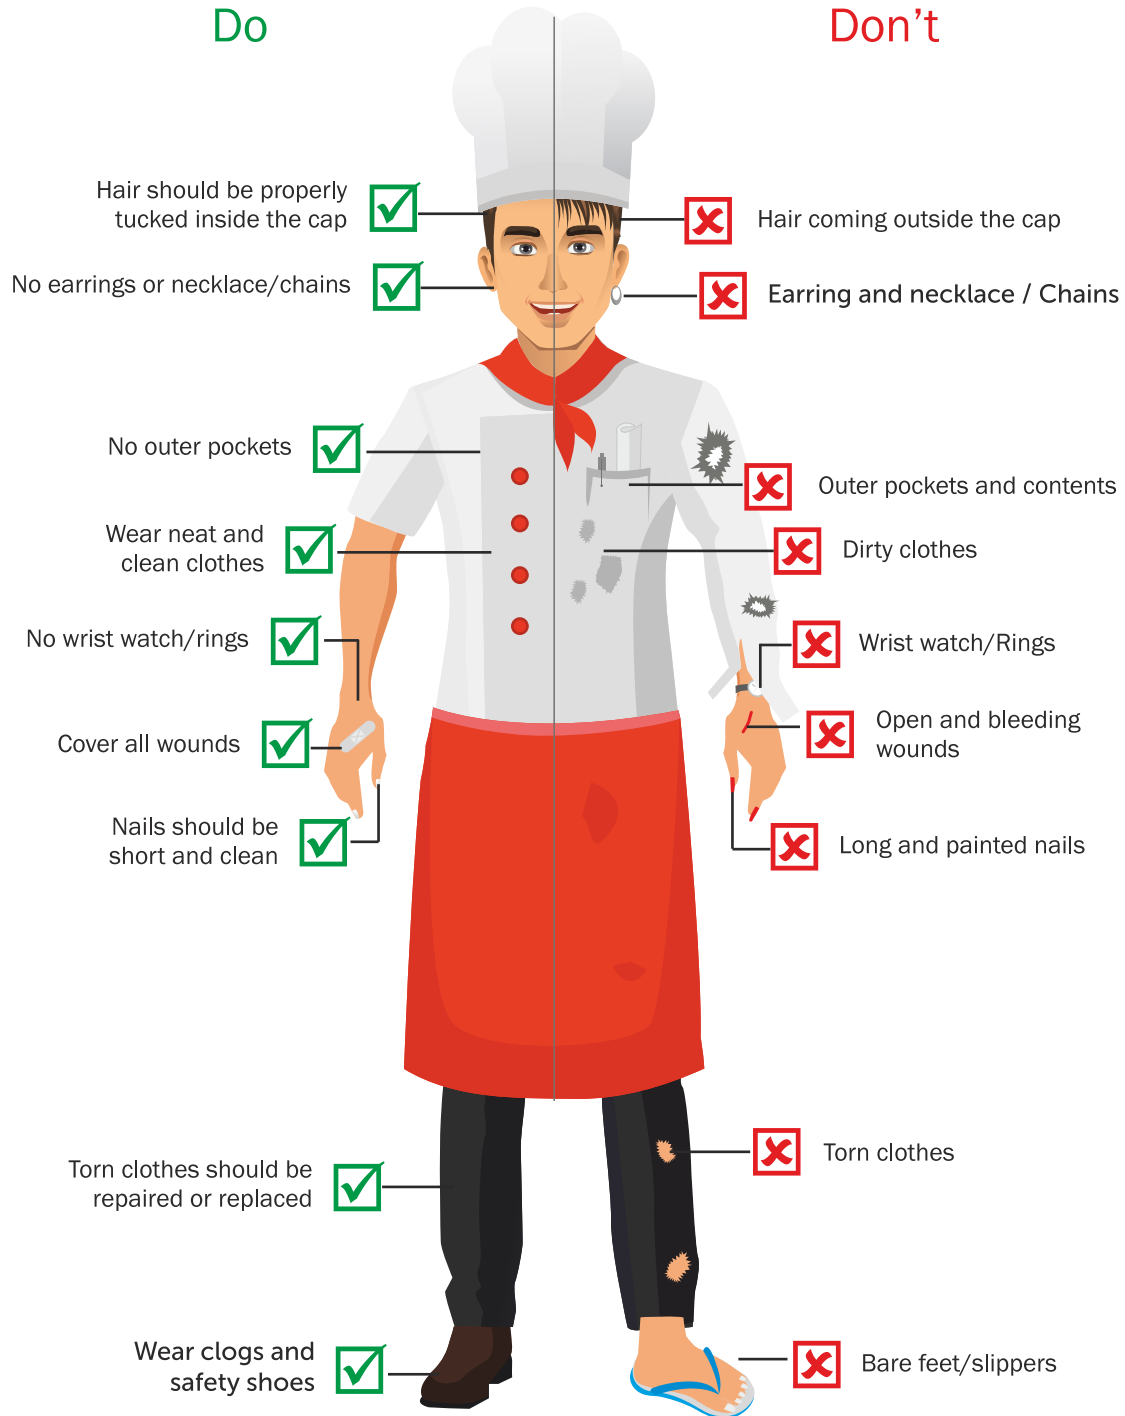 Do
Don't
Hair should be properly
tucked inside the cap
Hair coming outside the cap
No earrings or necklace/chains
Earring and necklace / Chains
No outer pockets
Outer pockets and contents
Wear neat and
clean clothes
Dirty clothes
No wrist watch/rings
Wrist watch/Rings
Cover all wounds
Open and bleeding
wounds
Nails should be
short and clean
Long and painted nails
Torn clothes should be
repaired or replaced
Torn clothes
Wear clogs and
safety shoes
Bare feet/slippers